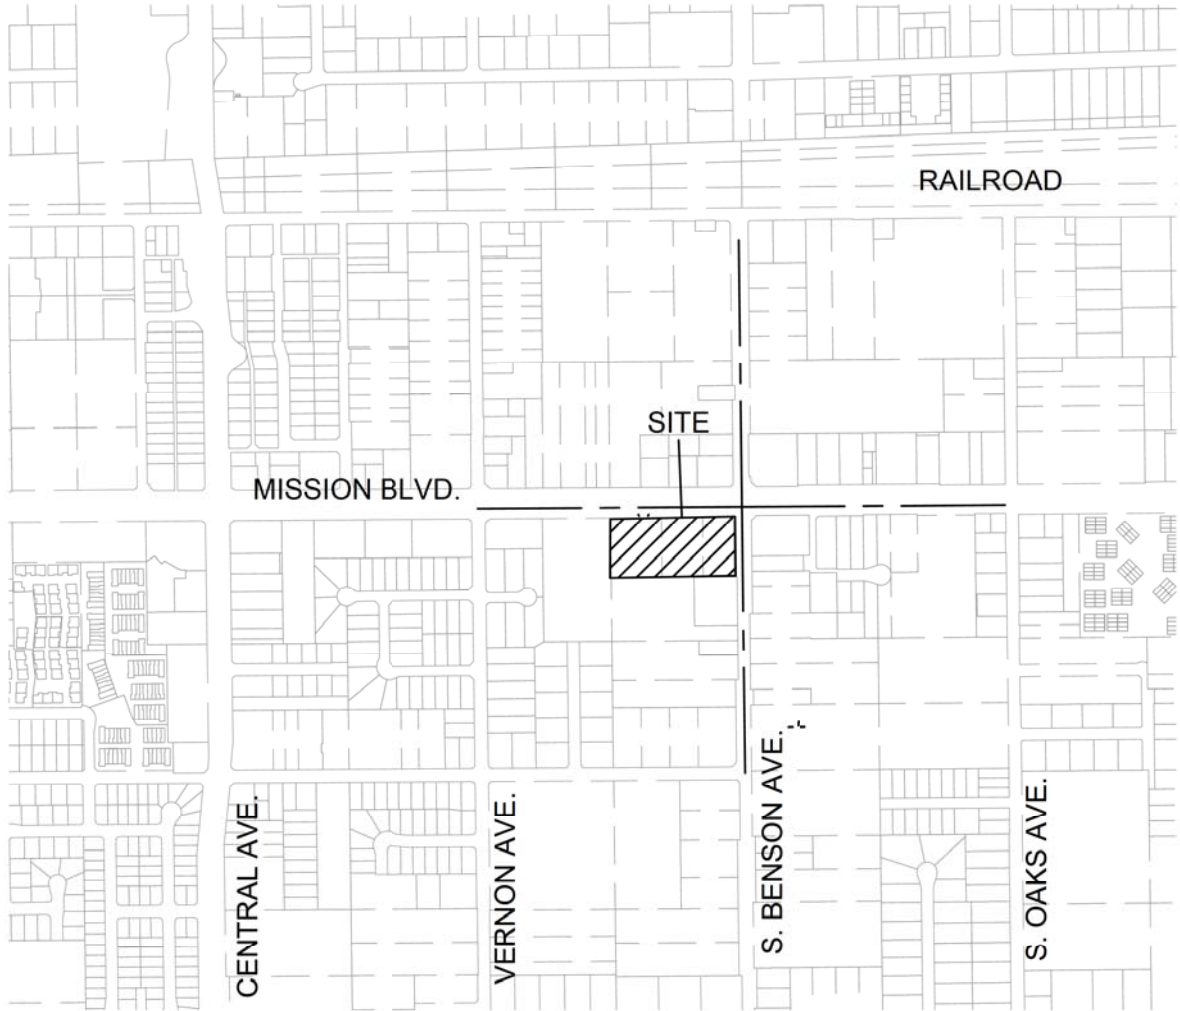 RAILROAD
SITE
MISSION BLVD.
CENTRAL AVE.
VERNON AVE.
S. BENSON AVE.
S. OAKS AVE.